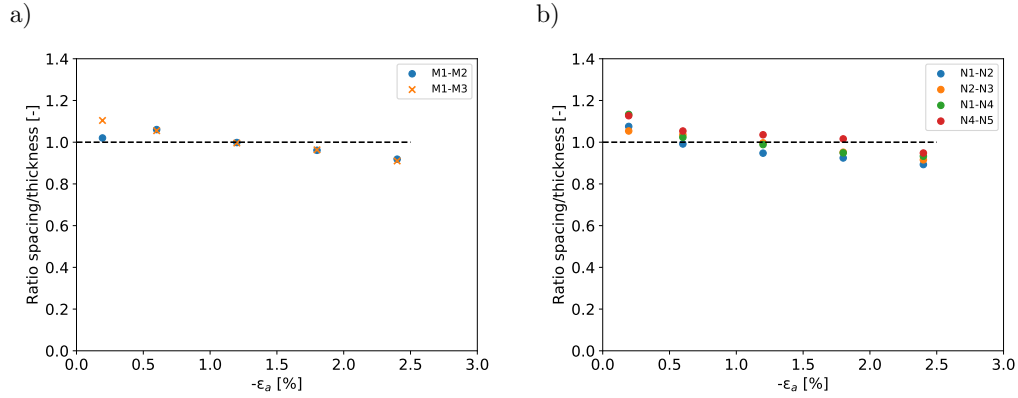 a)
1.4
1.2
1.0
0.8
0.6
0.4
0.2
0.0
Ratio spacing/thickness [-]
M1-M2
M1-M3
0.0 0.5 1.0 1.5 2.0 2.5 3.0
-εₐ [%]
b)
1.4
1.2
1.0
0.8
0.6
0.4
0.2
0.0
Ratio spacing/thickness [-]
N1-N2
N2-N3
N1-N4
N4-N5
0.0 0.5 1.0 1.5 2.0 2.5 3.0
-εₐ [%]